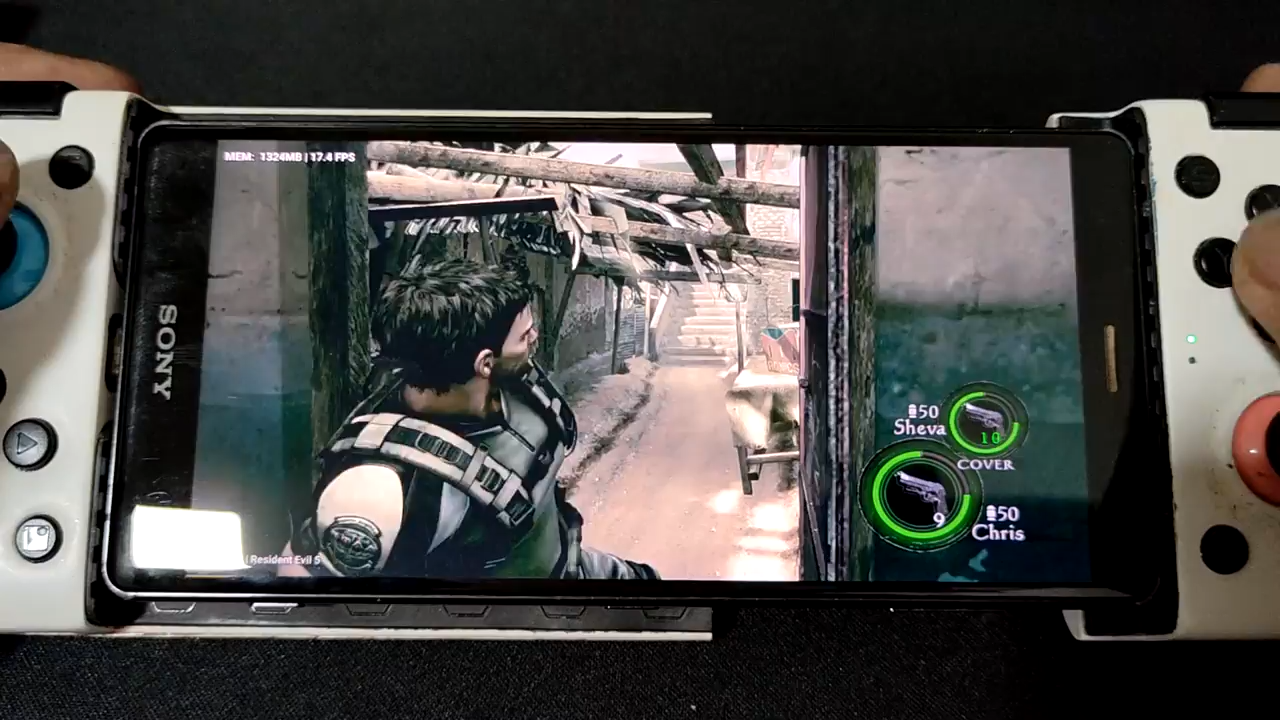 MEM: 1324MB | 17.4 FPS
SONY
50
Sheva
10
COVER
9
50
Chris
| Resident Evil 5